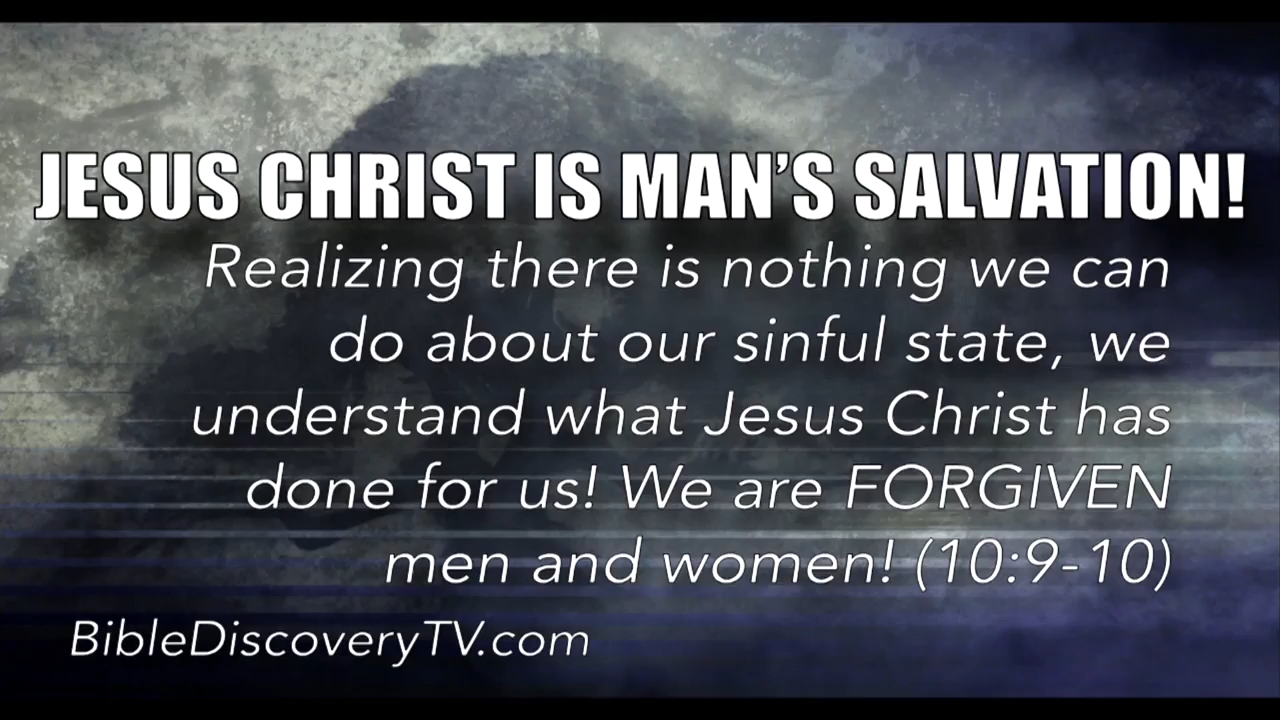 JESUS CHRIST IS MAN’S SALVATION!
Realizing there is nothing we can
do about our sinful state, we
understand what Jesus Christ has
done for us! We are FORGIVEN
men and women! (10:9-10)
BibleDiscoveryTV.com